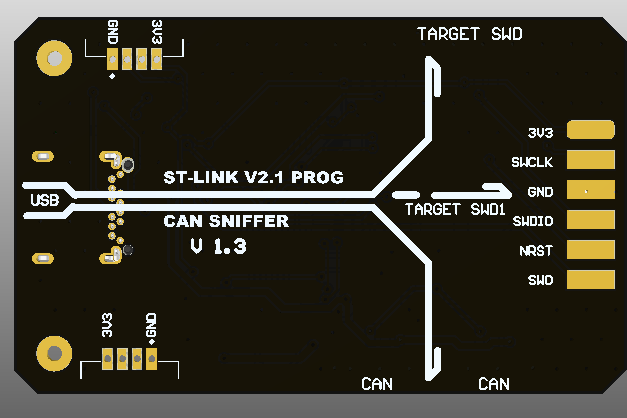 GND
3V3
TARGET SWD
3V3
SWCLK
ST-LINK V2.1 PROG
GND
USB
TARGET SWD1
CAN SNIFFER
SWDIO
V 1.3
NRST
SWD
3V3
GND
CAN
CAN